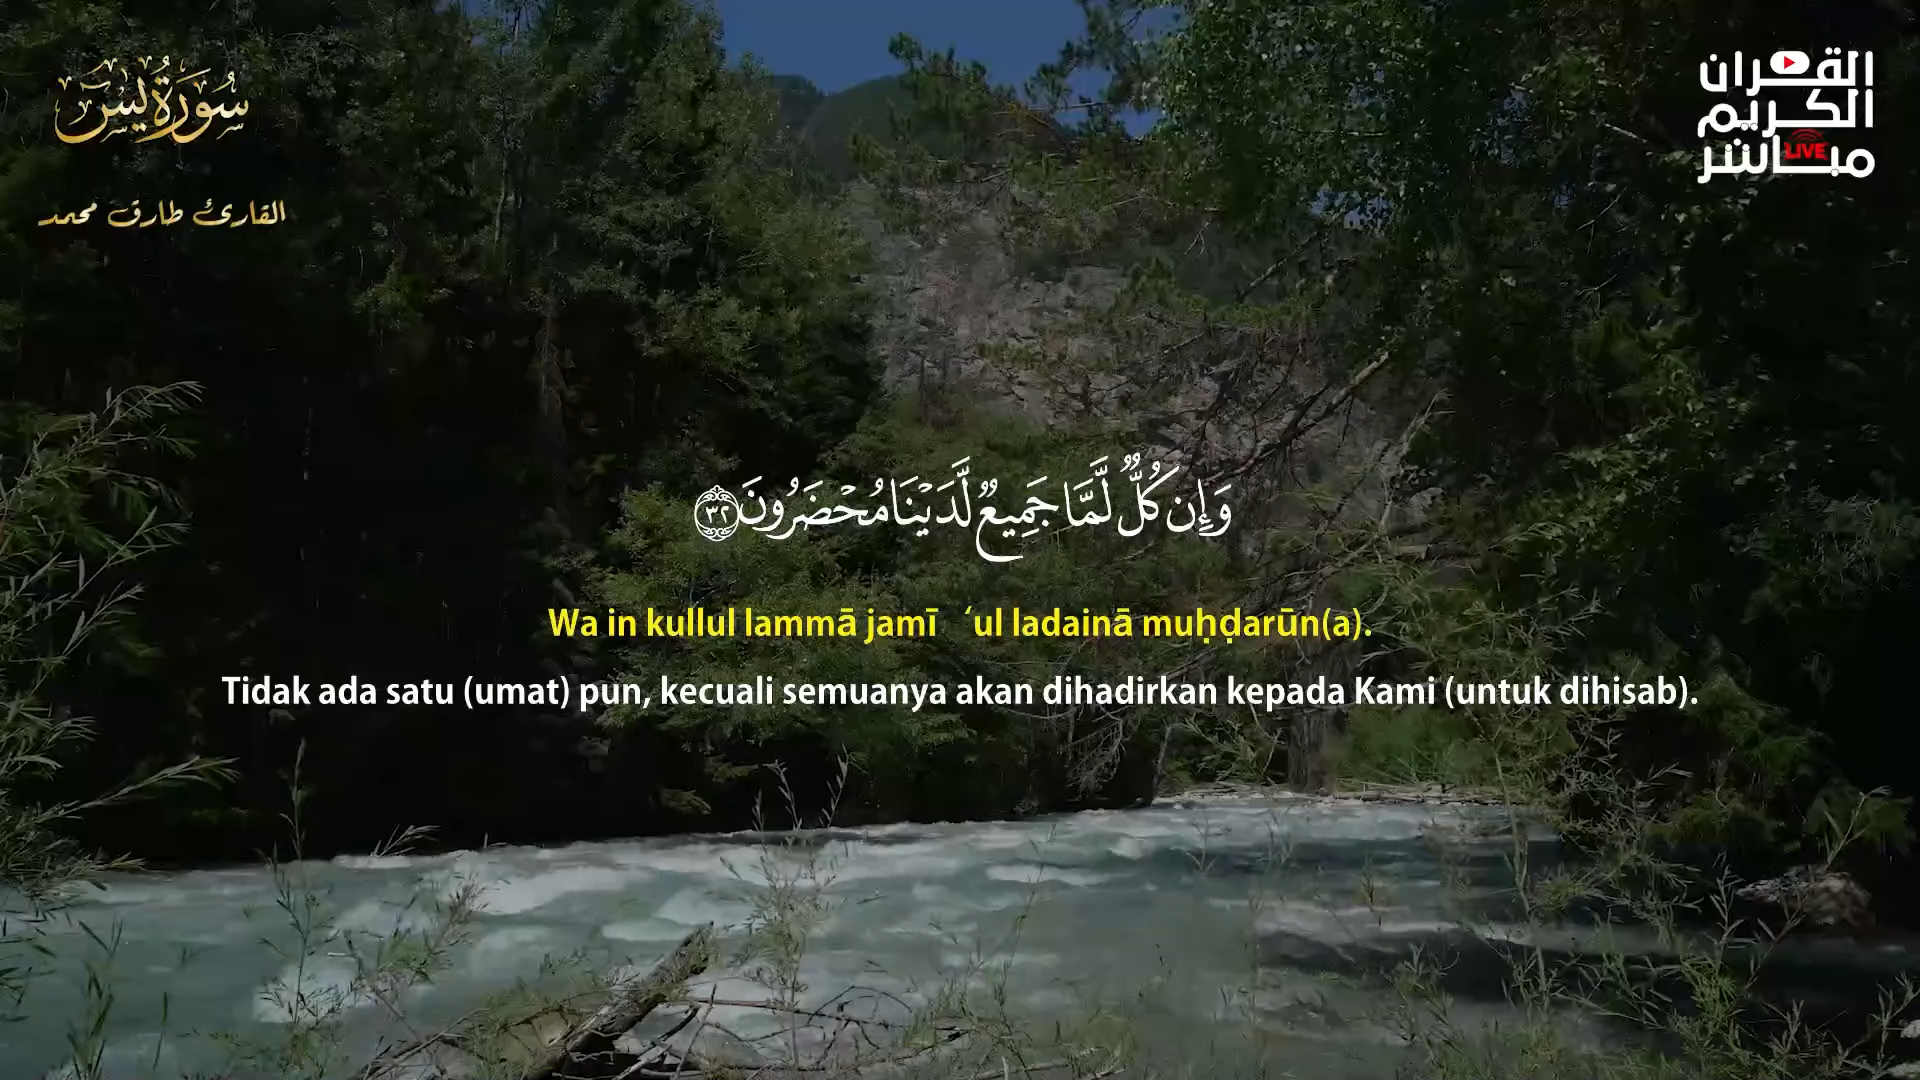 سُورَةُ يس
القارئ طارق محمد
القرآن
الكريم
مباشر
LIVE
وَإِن كُلٌّ لَّمَّا جَمِيعٌ لَّدَيْنَا مُحْضَرُونَ ٣٢
Wa in kullul lammā jamī‘ul ladainā muḥḍarūn(a).
Tidak ada satu (umat) pun, kecuali semuanya akan dihadirkan kepada Kami (untuk dihisab).